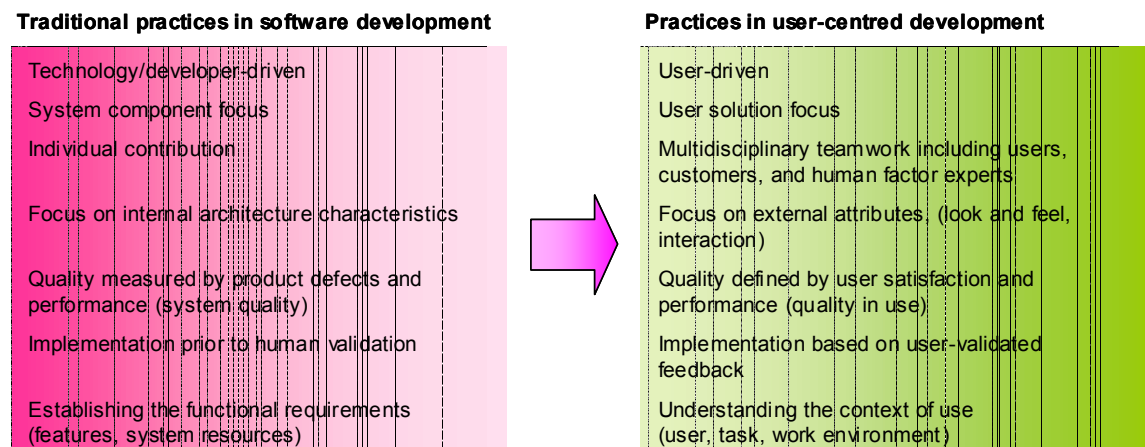 Traditional practices in software development
Technology/developer-driven
System component focus
Individual contribution
Focus on internal architecture characteristics
Quality measured by product defects and
performance (system quality)
Implementation prior to human validation
Establishing the functional requirements
(features, system resources)
Practices in user-centred development
User-driven
User solution focus
Multidisciplinary teamwork including users,
customers, and human factor experts
Focus on external attributes, (look and feel,
interaction)
Quality defined by user satisfaction and
performance (quality in use)
Implementation based on user-validated
feedback
Understanding the context of use
(user, task, work environment)